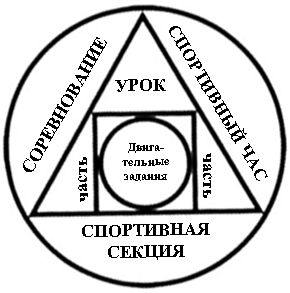 СОРЕВНОВАНИЕ
СПОРТИВНЫЙ ЧАС
УРОК
Двига-
тельные
задания
часть
часть
СПОРТИВНАЯ
СЕКЦИЯ